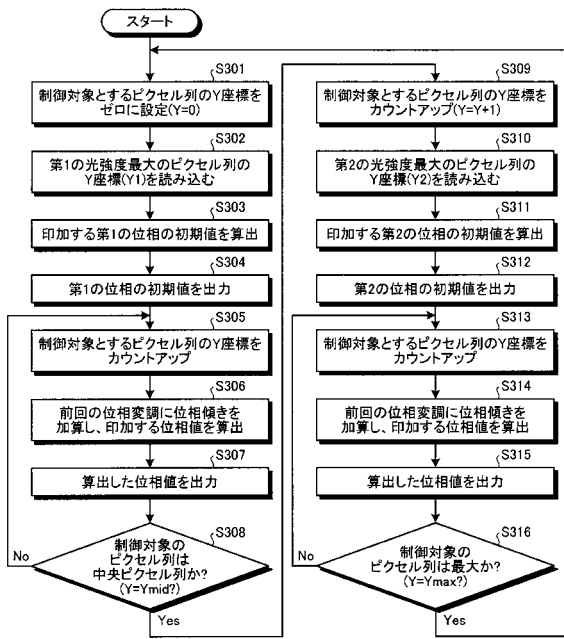 スタート
S301
制御対象とするピクセル列のY座標を
ゼロに設定(Y=0)
S302
第1の光強度最大のピクセル列の
Y座標(Y1)を読み込む
S303
印加する第1の位相の初期値を算出
S304
第1の位相の初期値を出力
S305
制御対象とするピクセル列のY座標を
カウントアップ
S306
前回の位相変調に位相傾きを
加算し、印加する位相値を算出
S307
算出した位相値を出力
S308
制御対象の
ピクセル列は
中央ピクセル列か?
(Y=Ymid?)
No
Yes
S309
制御対象とするピクセル列のY座標を
カウントアップ(Y=Y+1)
S310
第2の光強度最大のピクセル列の
Y座標(Y2)を読み込む
S311
印加する第2の位相の初期値を算出
S312
第2の位相の初期値を出力
S313
制御対象とするピクセル列のY座標を
カウントアップ
S314
前回の位相変調に位相傾きを
加算し、印加する位相値を算出
S315
算出した位相値を出力
S316
制御対象の
ピクセル列は最大か?
(Y=Ymax?)
No
Yes